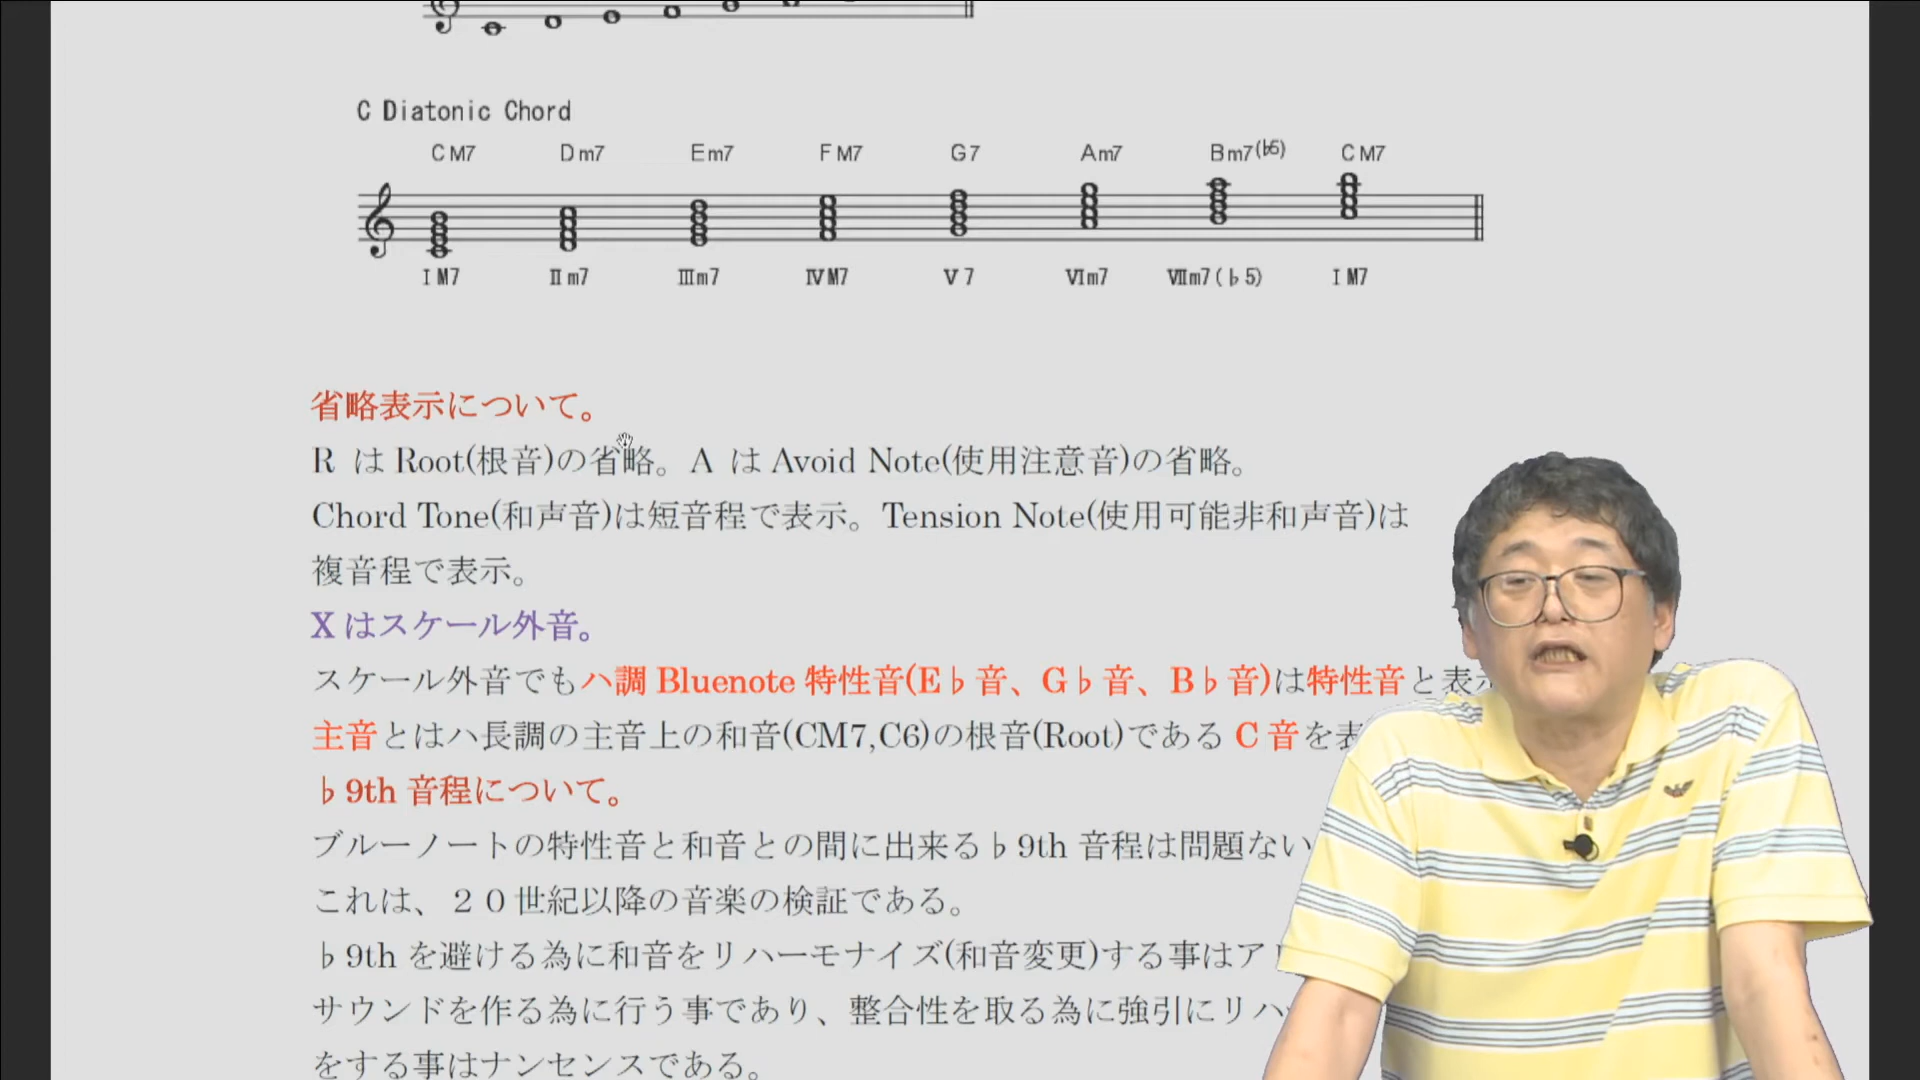 C Diatonic Chord
CM7 Dm7 Em7 FM7 G7 Am7 Bm7(♭5) CM7
ⅠM7 Ⅱm7 Ⅲm7 ⅣM7 Ⅴ7 Ⅵm7 Ⅶm7(♭5) ⅠM7
省略表示について。
R は Root(根音)の省略。A は Avoid Note(使用注意音)の省略。
Chord Tone(和声音)は短音程で表示。Tension Note(使用可能非和声音)は
複音程で表示。
X はスケール外音。
スケール外音でもハ調 Bluenote 特性音(E♭音、G♭音、B♭音)は特性音と表示
主音とはハ長調の主音上の和音(CM7,C6)の根音(Root)である C 音を表
♭9th 音程について。
ブルーノートの特性音と和音との間に出来る♭9th 音程は問題ない
これは、２０世紀以降の音楽の検証である。
♭9th を避ける為に和音をリハーモナイズ(和音変更)する事はア
サウンドを作る為に行う事であり、整合性を取る為に強引にリハ
をする事はナンセンスである。